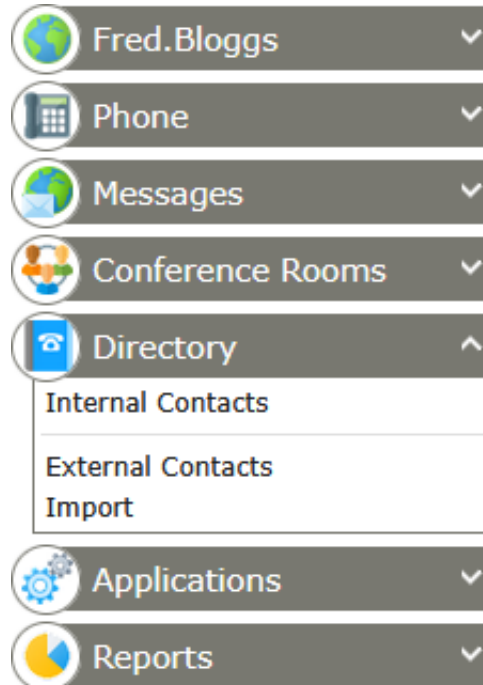 Fred.Bloggs
Phone
Messages
Conference Rooms
Directory
Internal Contacts
External Contacts
Import
Applications
Reports